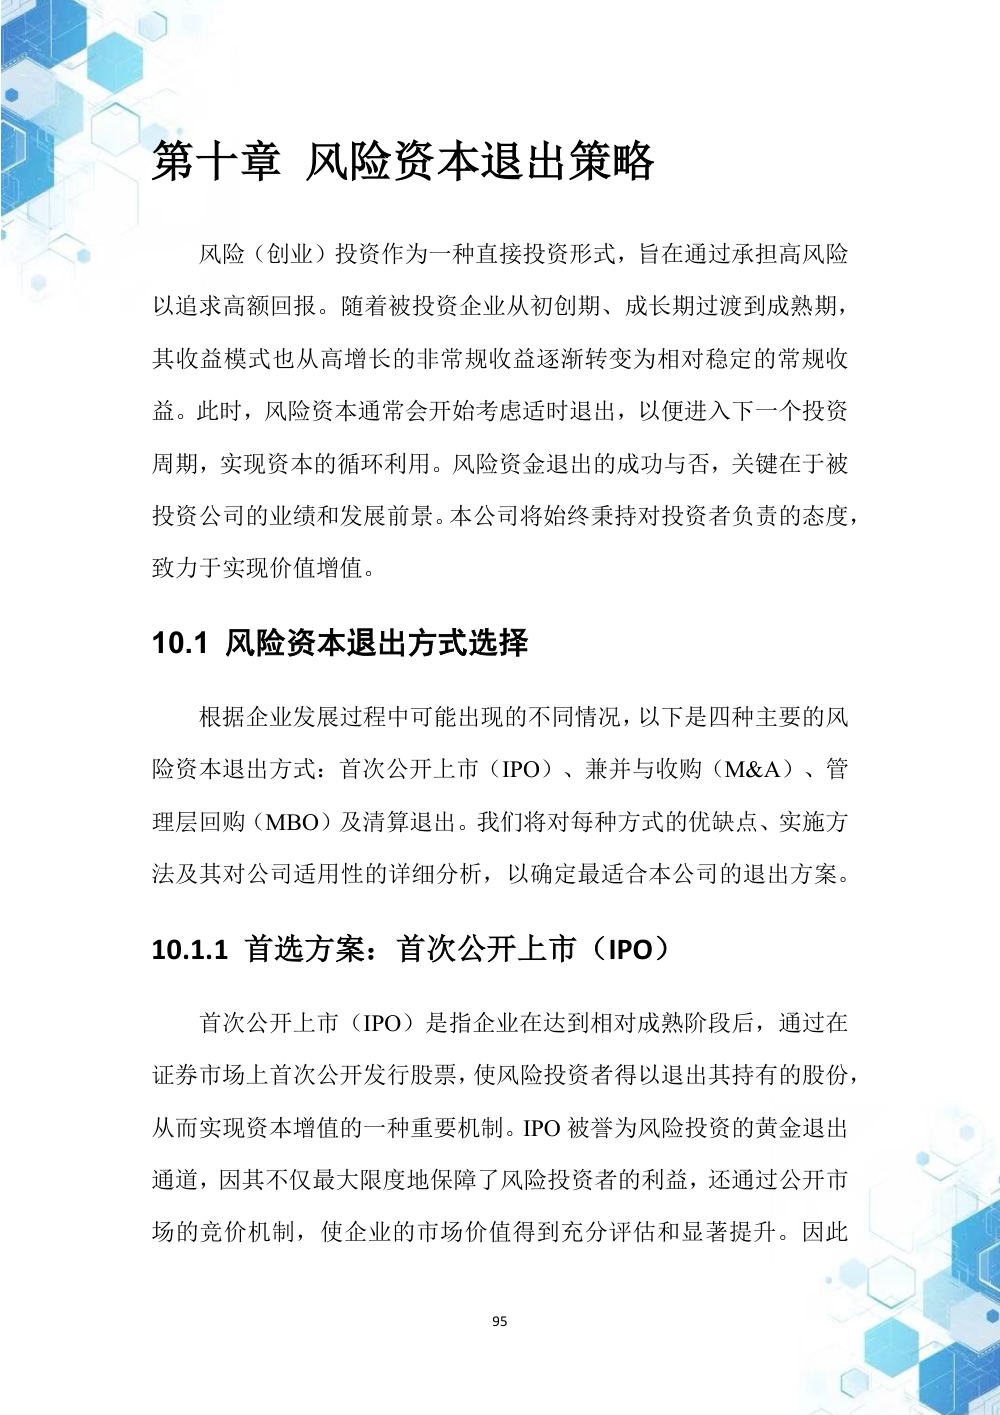 第十章 风险资本退出策略
风险（创业）投资作为一种直接投资形式，旨在通过承担高风险
以追求高额回报。随着被投资企业从初创期、成长期过渡到成熟期，
其收益模式也从高增长的非常规收益逐渐转变为相对稳定的常规收
益。此时，风险资本通常会开始考虑适时退出，以便进入下一个投资
周期，实现资本的循环利用。风险资金退出的成功与否，关键在于被
投资公司的业绩和发展前景。本公司将始终秉持对投资者负责的态度，
致力于实现价值增值。
10.1 风险资本退出方式选择
根据企业发展过程中可能出现的不同情况，以下是四种主要的风
险资本退出方式：首次公开上市（IPO）、兼并与收购（M&A）、管
理层回购（MBO）及清算退出。我们将对每种方式的优缺点、实施方
法及其对公司适用性的详细分析，以确定最适合本公司的退出方案。
10.1.1 首选方案：首次公开上市（IPO）
首次公开上市（IPO）是指企业在达到相对成熟阶段后，通过在
证券市场上首次公开发行股票，使风险投资者得以退出其持有的股份，
从而实现资本增值的一种重要机制。IPO 被誉为风险投资的黄金退出
通道，因其不仅最大限度地保障了风险投资者的利益，还通过公开市
场的竞价机制，使企业的市场价值得到充分评估和显著提升。因此
95